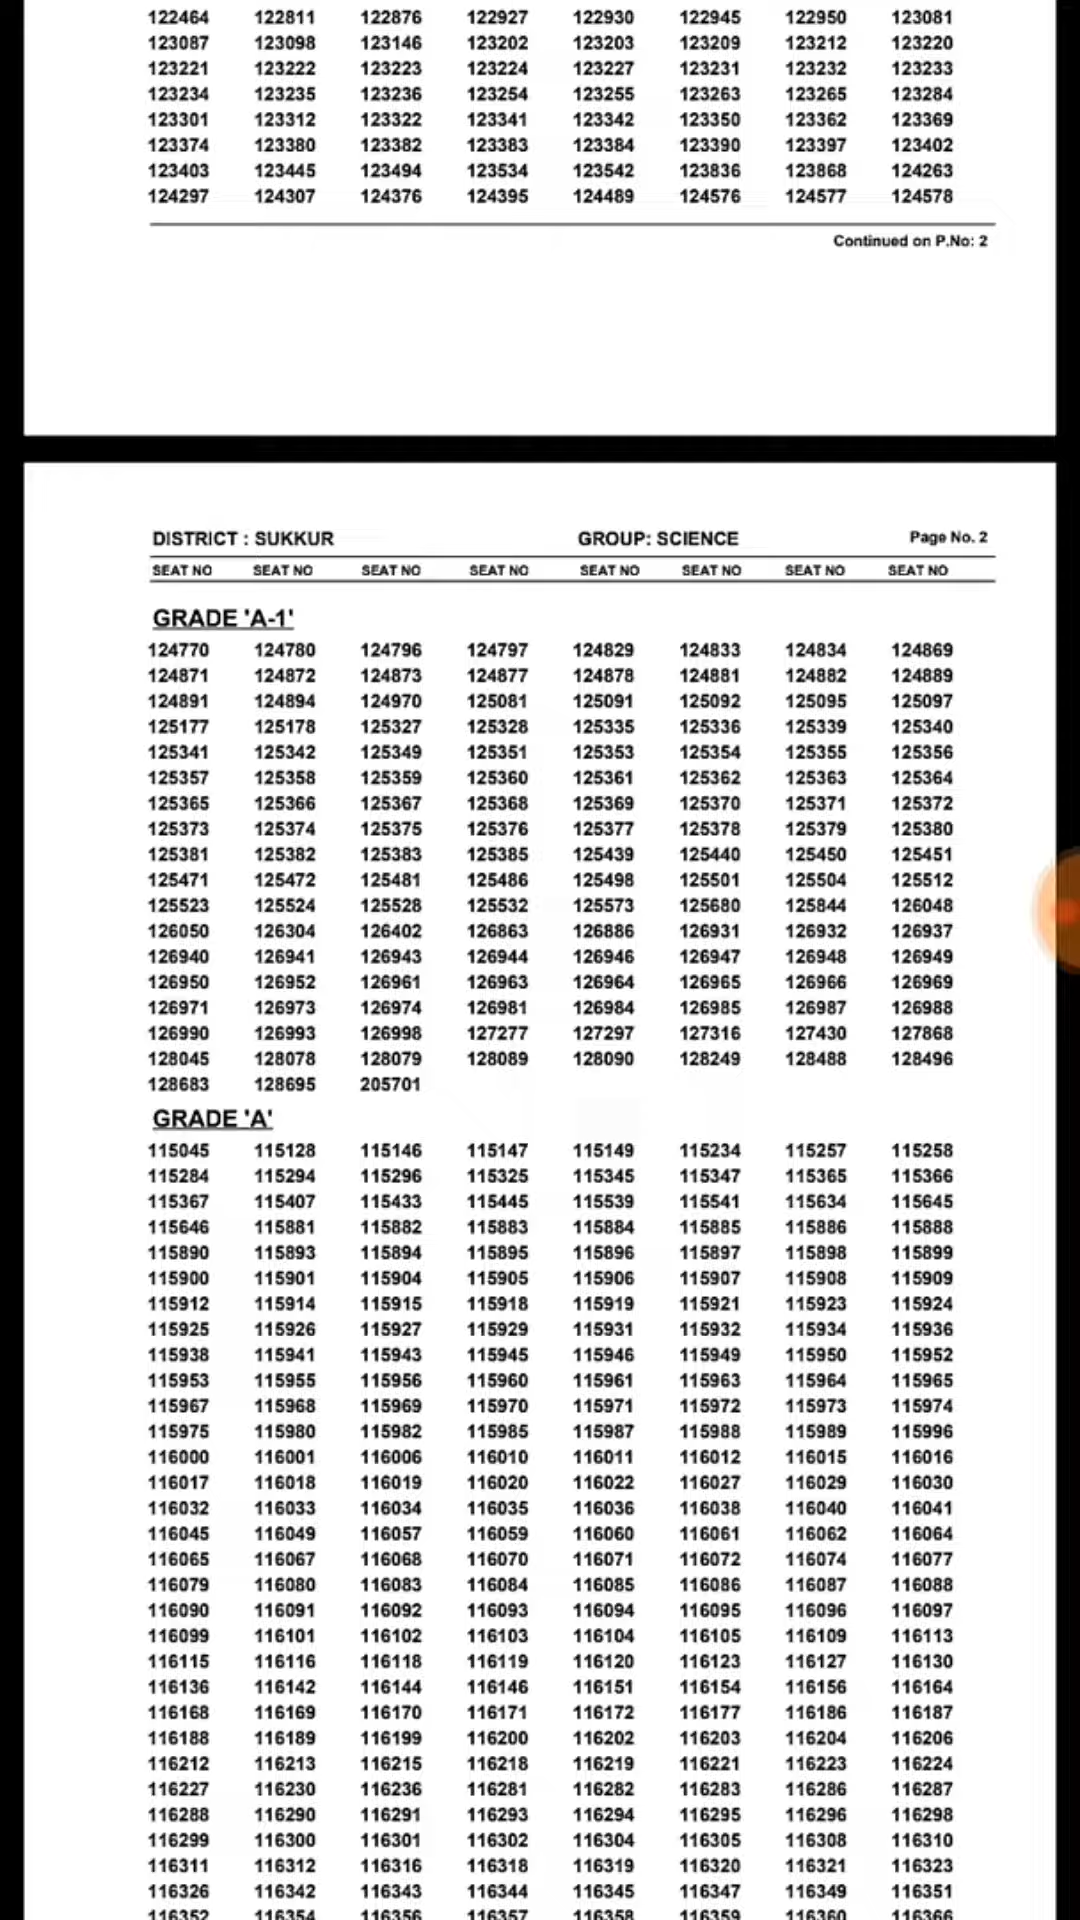 122464 122811 122876 122927 122930 122945 122950 123081
123087 123098 123146 123202 123203 123209 123212 123220
123221 123222 123223 123224 123227 123231 123232 123233
123234 123235 123236 123254 123255 123263 123265 123284
123301 123312 123322 123341 123342 123350 123362 123369
123374 123380 123382 123383 123384 123390 123397 123402
123403 123445 123494 123534 123542 123836 123868 124263
124297 124307 124376 124395 124489 124576 124577 124578
Continued on P.No: 2
DISTRICT : SUKKUR GROUP: SCIENCE Page No. 2
SEAT NO SEAT NO SEAT NO SEAT NO SEAT NO SEAT NO SEAT NO SEAT NO
GRADE 'A-1'
124770 124780 124796 124797 124829 124833 124834 124869
124871 124872 124873 124877 124878 124881 124882 124889
124891 124894 124970 125081 125091 125092 125095 125097
125177 125178 125327 125328 125335 125336 125339 125340
125341 125342 125349 125351 125353 125354 125355 125356
125357 125358 125359 125360 125361 125362 125363 125364
125365 125366 125367 125368 125369 125370 125371 125372
125373 125374 125375 125376 125377 125378 125379 125380
125381 125382 125383 125385 125439 125440 125450 125451
125471 125472 125481 125486 125498 125501 125504 125512
125523 125524 125528 125532 125573 125680 125844 126048
126050 126304 126402 126863 126886 126931 126932 126937
126940 126941 126943 126944 126946 126947 126948 126949
126950 126952 126961 126963 126964 126965 126966 126969
126971 126973 126974 126981 126984 126985 126987 126988
126990 126993 126998 127277 127297 127316 127430 127868
128045 128078 128079 128089 128090 128249 128488 128496
128683 128695 205701
GRADE 'A'
115045 115128 115146 115147 115149 115234 115257 115258
115284 115294 115296 115325 115345 115347 115365 115366
115367 115407 115433 115445 115539 115541 115634 115645
115646 115881 115882 115883 115884 115885 115886 115888
115890 115893 115894 115895 115896 115897 115898 115899
115900 115901 115904 115905 115906 115907 115908 115909
115912 115914 115915 115918 115919 115921 115923 115924
115925 115926 115927 115929 115931 115932 115934 115936
115938 115941 115943 115945 115946 115949 115950 115952
115953 115955 115956 115960 115961 115963 115964 115965
115967 115968 115969 115970 115971 115972 115973 115974
115975 115980 115982 115985 115987 115988 115989 115996
116000 116001 116006 116010 116011 116012 116015 116016
116017 116018 116019 116020 116022 116027 116029 116030
116032 116033 116034 116035 116036 116038 116040 116041
116045 116049 116057 116059 116060 116061 116062 116064
116065 116067 116068 116070 116071 116072 116074 116077
116079 116080 116083 116084 116085 116086 116087 116088
116090 116091 116092 116093 116094 116095 116096 116097
116099 116101 116102 116103 116104 116105 116109 116113
116115 116116 116118 116119 116120 116123 116127 116130
116136 116142 116144 116146 116151 116154 116156 116164
116168 116169 116170 116171 116172 116177 116186 116187
116188 116189 116199 116200 116202 116203 116204 116206
116212 116213 116215 116218 116219 116221 116223 116224
116227 116230 116236 116281 116282 116283 116286 116287
116288 116290 116291 116293 116294 116295 116296 116298
116299 116300 116301 116302 116304 116305 116308 116310
116311 116312 116316 116318 116319 116320 116321 116323
116326 116342 116343 116344 116345 116347 116349 116351
116352 116354 116356 116357 116358 116359 116360 116366